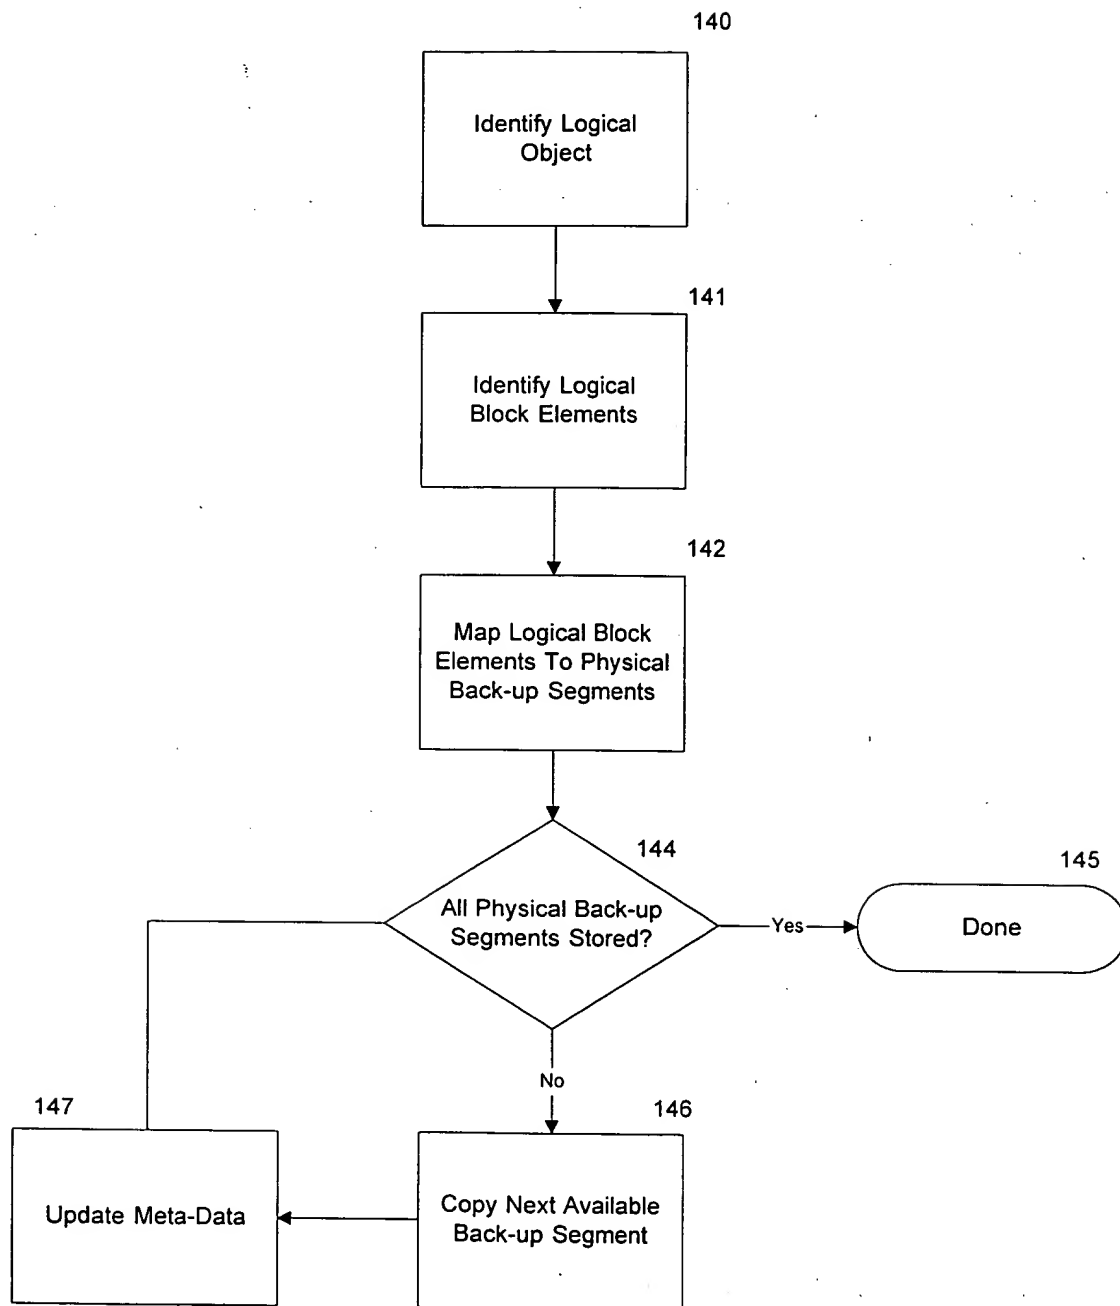 140
Identify Logical
Object
141
Identify Logical
Block Elements
142
Map Logical Block
Elements To Physical
Back-up Segments
144
All Physical Back-up
Segments Stored?
Yes
145
Done
No
146
Copy Next Available
Back-up Segment
147
Update Meta-Data